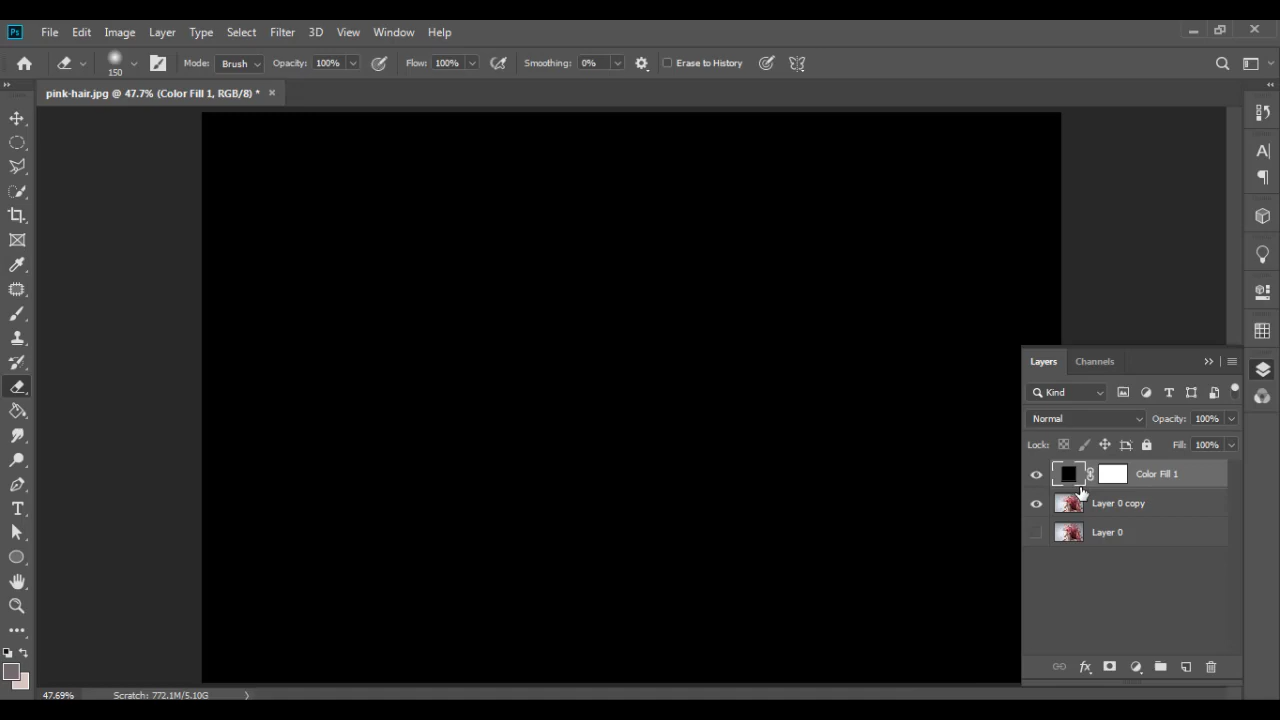 Ps File Edit Image Layer Type Select Filter 3D View Window Help
150 Mode: Brush Opacity: 100% Flow: 100% Smoothing: 0% Erase to History
pink-hair.jpg @ 47.7% (Color Fill 1, RGB/8) *
Layers Channels
Kind
Normal Opacity: 100%
Lock: Fill: 100%
Color Fill 1
Layer 0 copy
Layer 0
fx
47.69% Scratch: 772.1M/5.10G